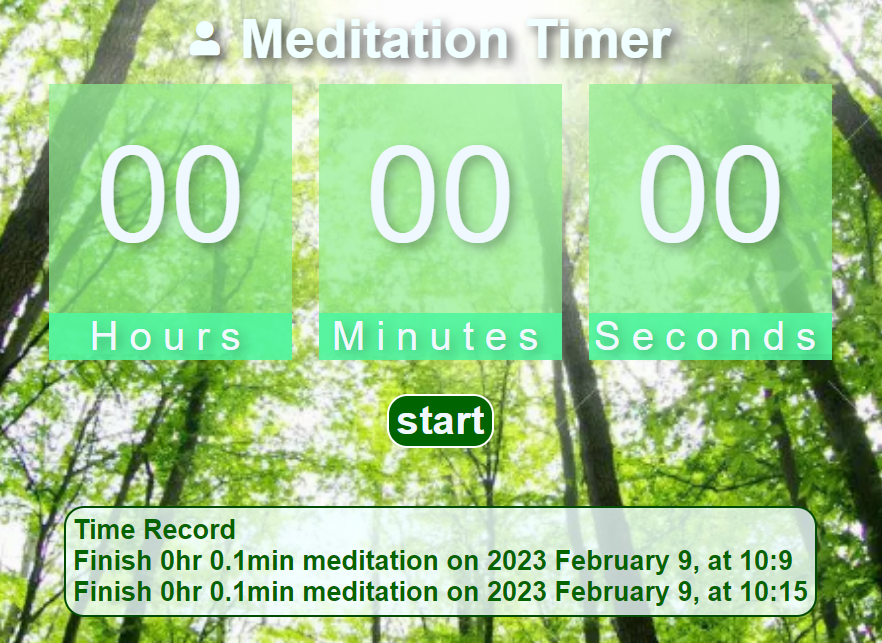 Meditation Timer
00 00 00
Hours Minutes Seconds
start
Time Record
Finish 0hr 0.1min meditation on 2023 February 9, at 10:9
Finish 0hr 0.1min meditation on 2023 February 9, at 10:15